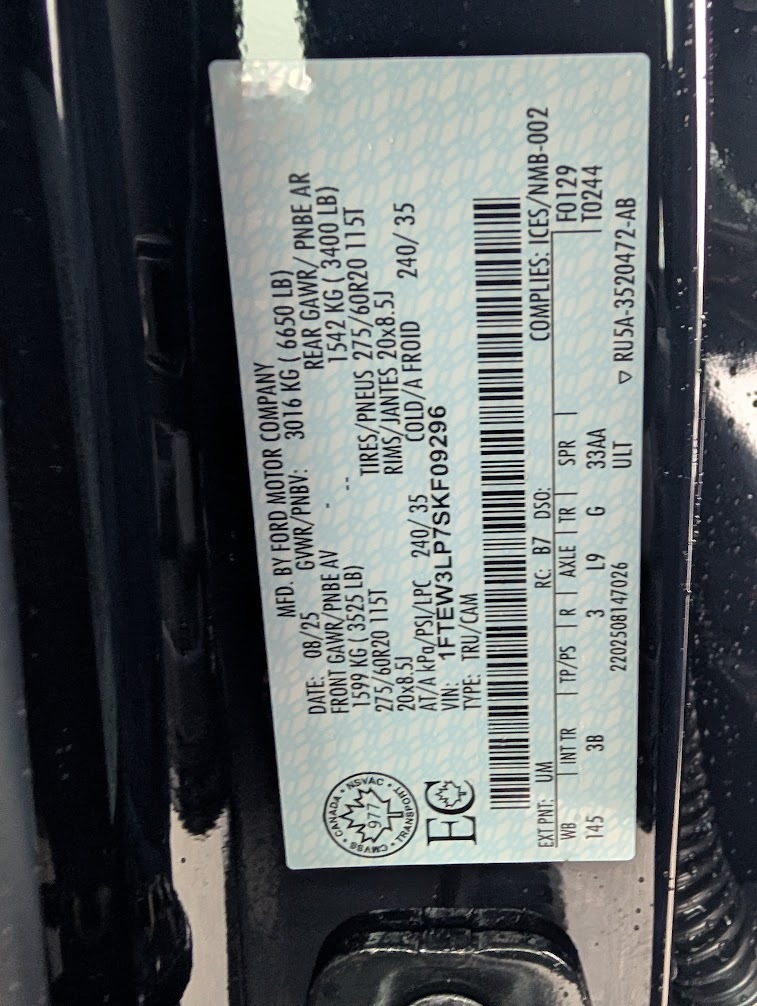 MFD. BY FORD MOTOR COMPANY
DATE: 08/25 GVWR/PNBV: 3016 KG ( 6650 LB)
FRONT GAWR/PNBE AV REAR GAWR/ PNBE AR
1599 KG ( 3525 LB) - 1542 KG ( 3400 LB)
275/60R20 115T -- TIRES/PNEUS 275/60R20 115T
20x8.5J RIMS/JANTES 20x8.5J
AT/A kPa/PSI/LPC 240/ 35 COLD/A FROID 240/ 35
VIN: 1FTEW3LP7SKF09296
TYPE: TRU/CAM
CANADA • NSVAC • TRANSPORT • CMVSS
977
EC
COMPLIES: ICES/NMB-002
EXT PNT: UM RC: B7 DSO: F0129
WB INT TR TP/PS R AXLE TR SPR T0244
145 3B 3 L9 G 33AA
2202508147026 ULT ▽ RU5A-3520472-AB